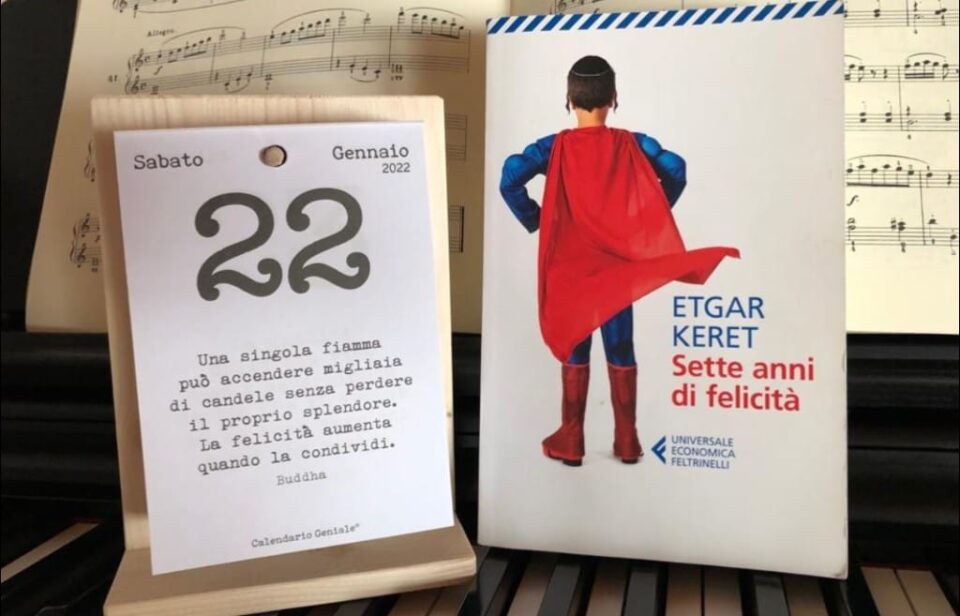 Allegro.
Sabato
Gennaio
2022
22
Una singola fiamma
può accendere migliaia
di candele senza perdere
il proprio splendore.
La felicità aumenta
quando la condividi.
Buddha
Calendario Geniale®
ETGAR
KERET
Sette anni
di felicità
UNIVERSALE
ECONOMICA
FELTRINELLI